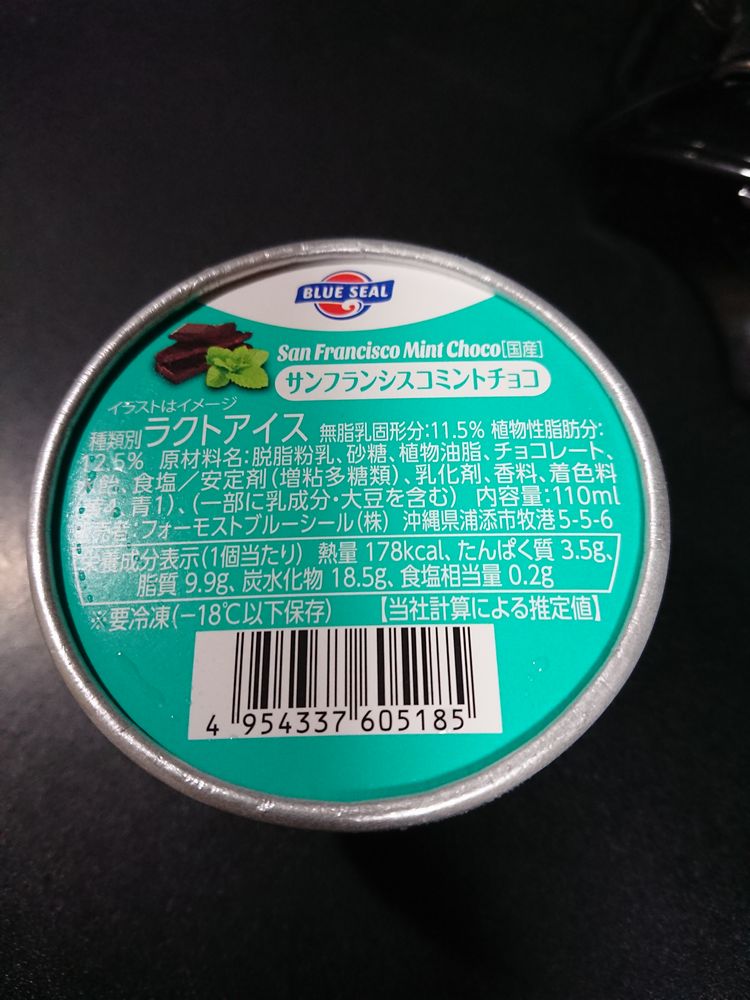 BLUE SEAL
San Francisco Mint Choco[国産]
サンフランシスコミントチョコ
イラストはイメージ
種類別 ラクトアイス 無脂乳固形分:11.5% 植物性脂肪分:
12.5% 原材料名:脱脂粉乳、砂糖、植物油脂、チョコレート、
食塩/安定剤(増粘多糖類)、乳化剤、香料、着色料
青1)、(一部に乳成分・大豆を含む) 内容量:110ml
フォーモストブルーシール(株) 沖縄県浦添市牧港5-5-6
栄養成分表示(1個当たり) 熱量 178kcal、たんぱく質 3.5g、
脂質 9.9g、炭水化物 18.5g、食塩相当量 0.2g
※要冷凍(-18℃以下保存) 【当社計算による推定値】
4 954337 605185